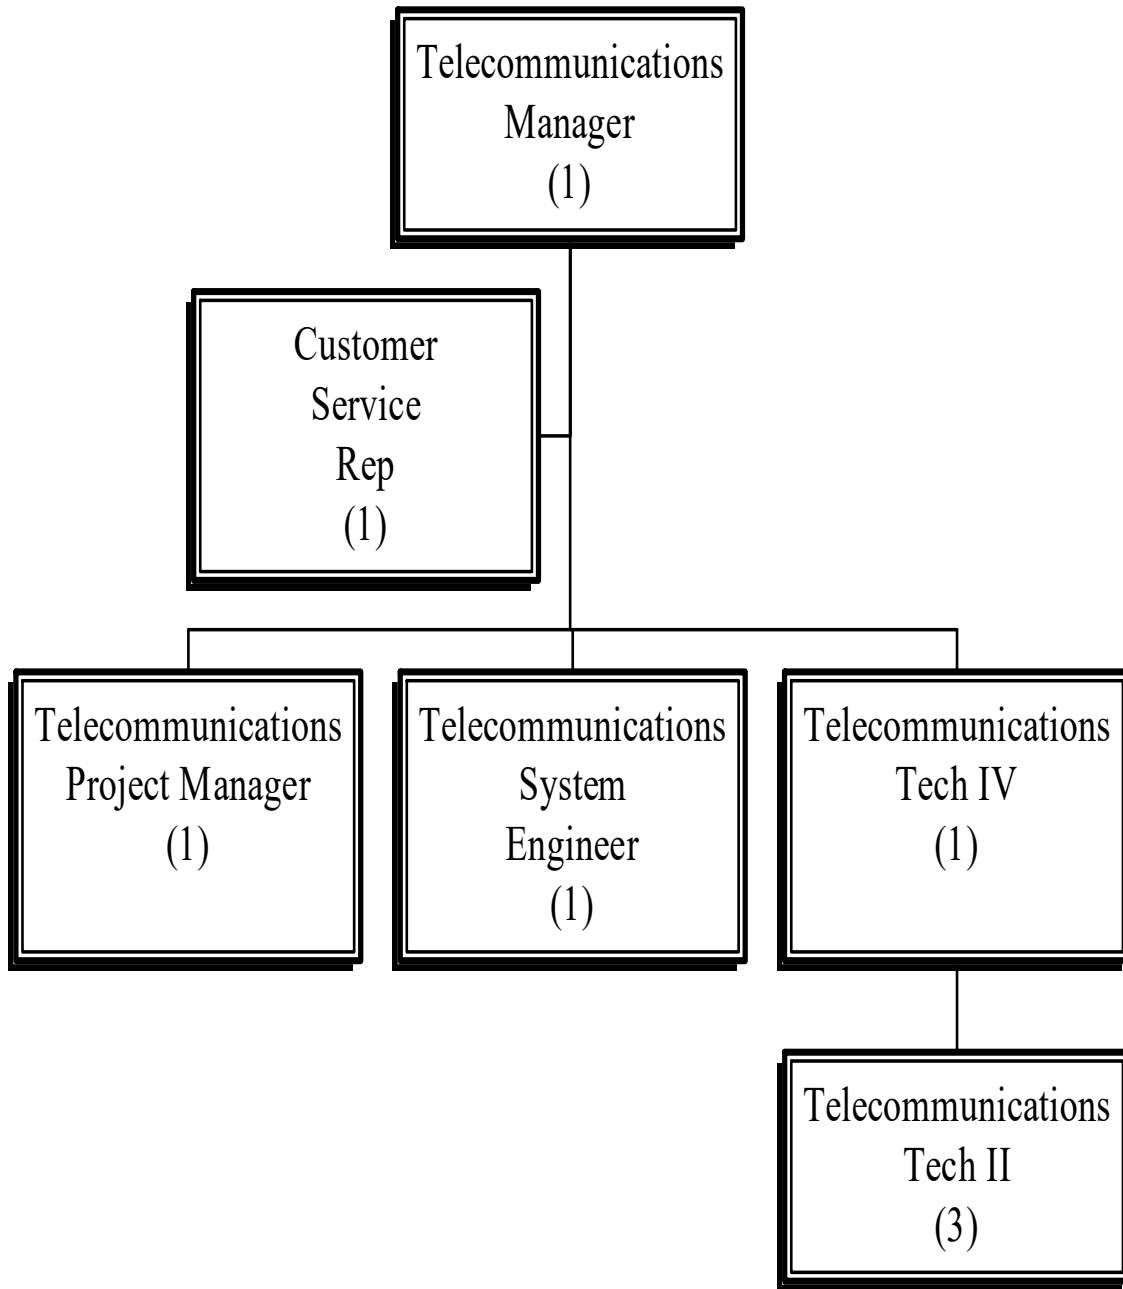 Telecommunications
Manager
(1)
Customer
Service
Rep
(1)
Telecommunications
Project Manager
(1)
Telecommunications
System
Engineer
(1)
Telecommunications
Tech IV
(1)
Telecommunications
Tech II
(3)